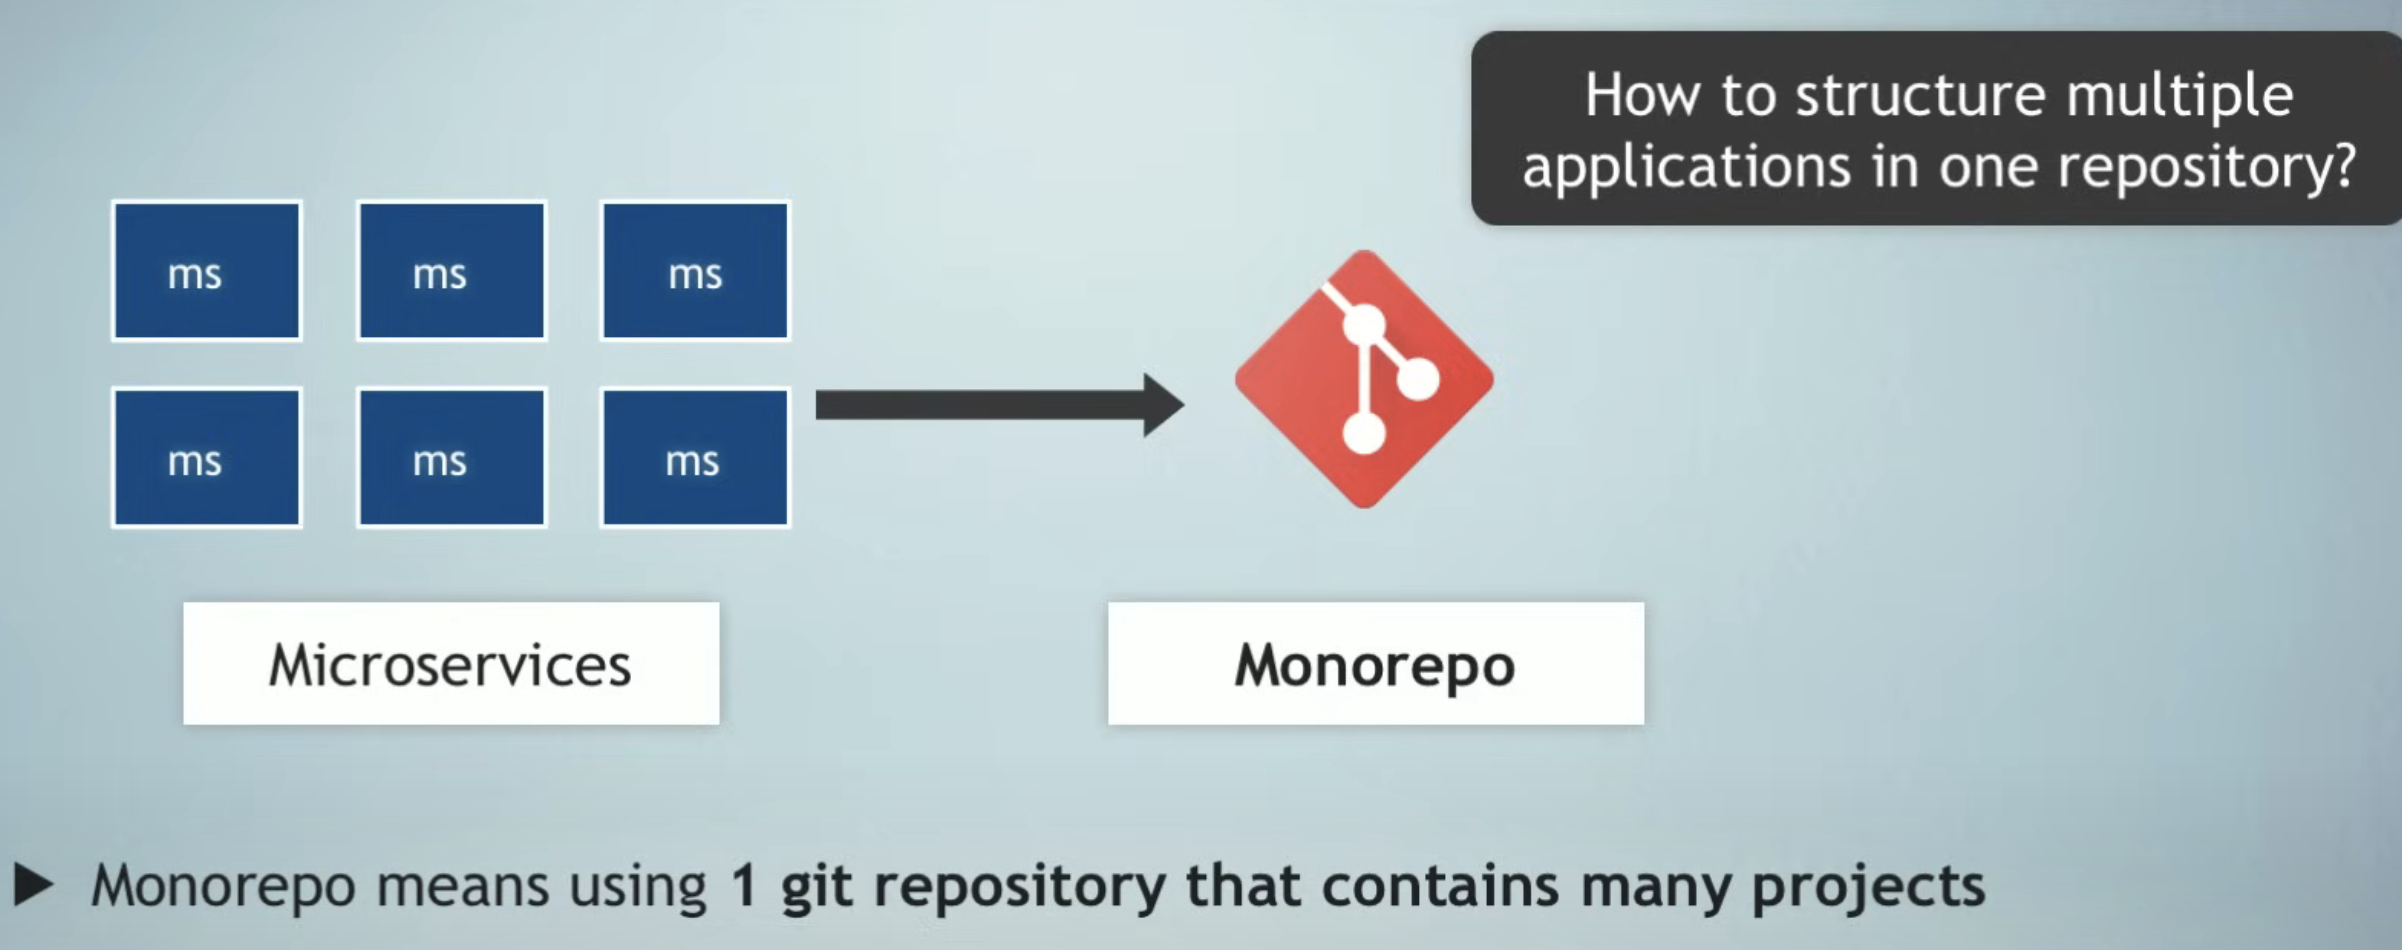 How to structure multiple
applications in one repository?
ms
ms
ms
ms
ms
ms
Microservices
Monorepo
Monorepo means using 1 git repository that contains many projects